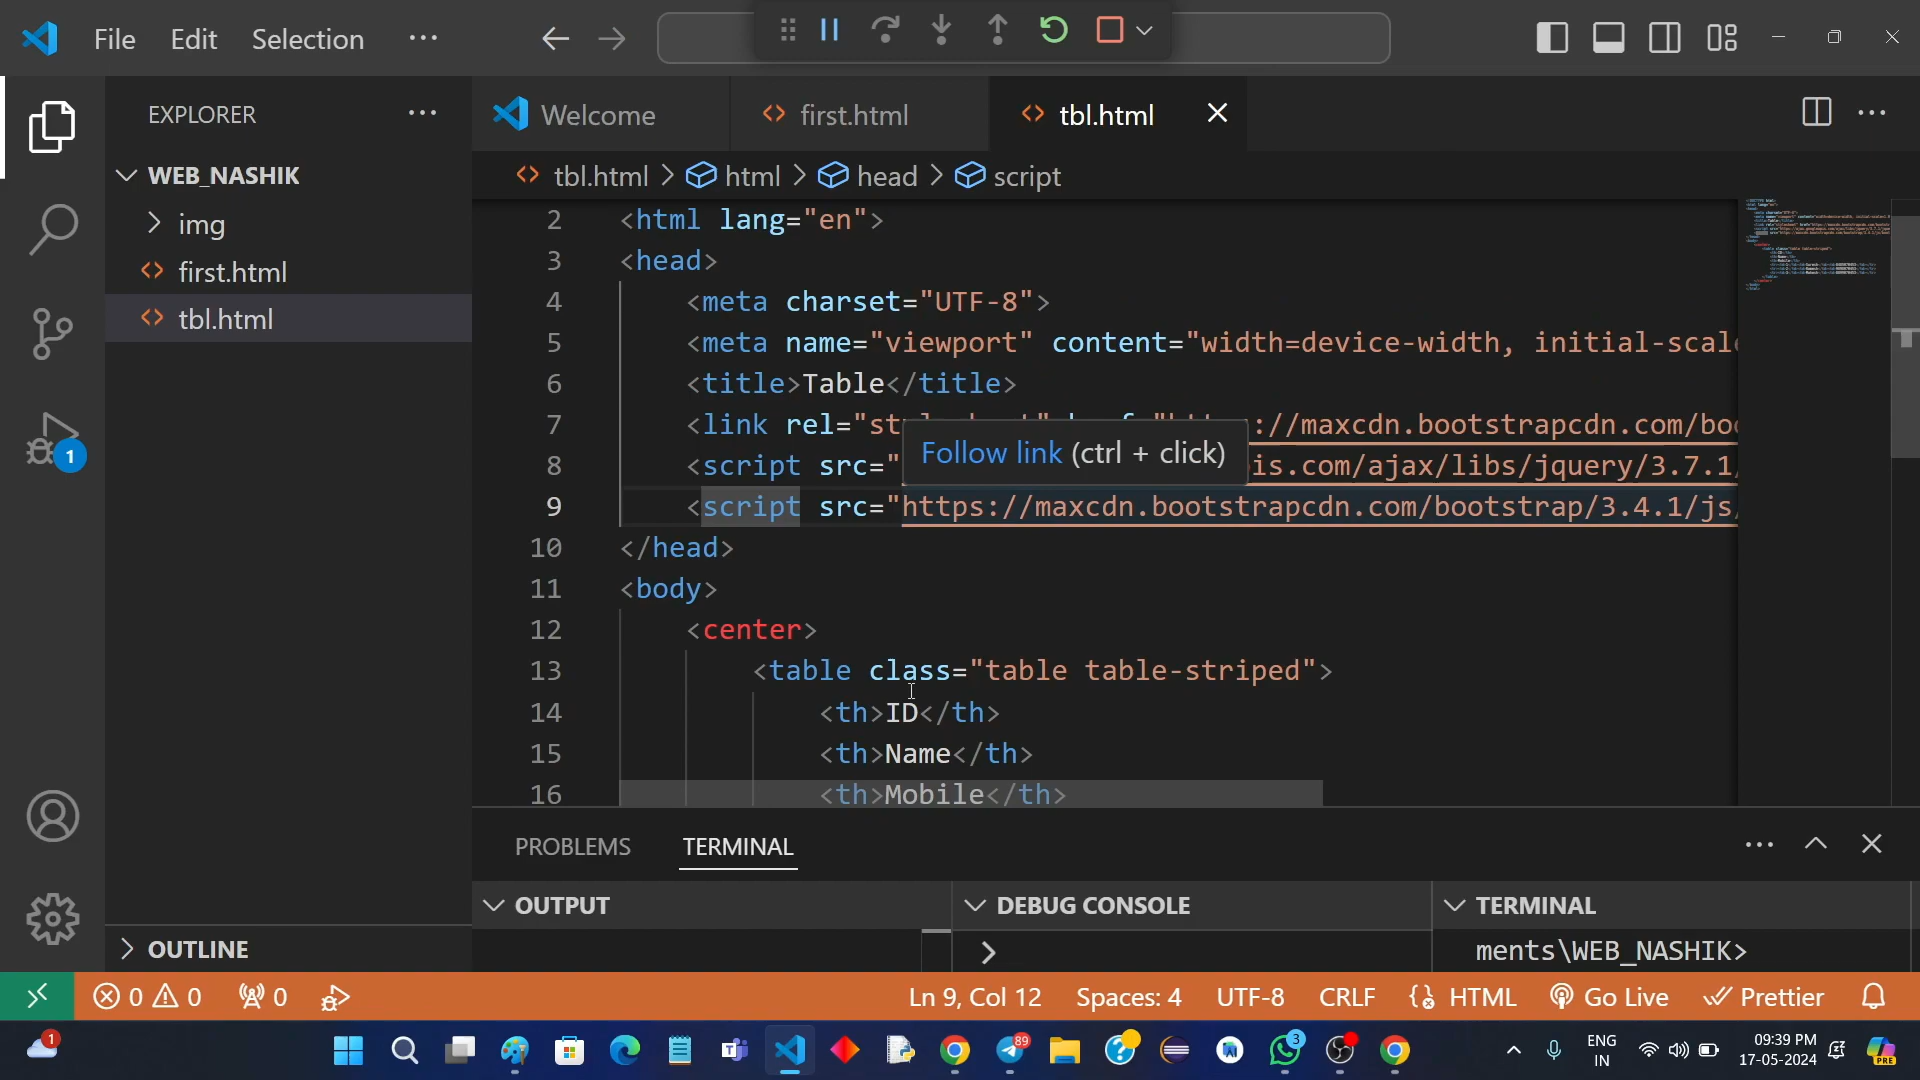 File Edit Selection ···
EXPLORER ···
Welcome
first.html
tbl.html
WEB_NASHIK
img
first.html
tbl.html
tbl.html > html > head > script
2 <html lang="en">
3 <head>
4 <meta charset="UTF-8">
5 <meta name="viewport" content="width=device-width, initial-scale
6 <title>Table</title>
7 <link rel="st ://maxcdn.bootstrapcdn.com/boo
Follow link (ctrl + click)
8 <script src=" is.com/ajax/libs/jquery/3.7.1/
9 <script src="https://maxcdn.bootstrapcdn.com/bootstrap/3.4.1/js/
10 </head>
11 <body>
12 <center>
13 <table class="table table-striped">
14 <th>ID</th>
15 <th>Name</th>
16 <th>Mobile</th>
1
PROBLEMS TERMINAL ···
OUTPUT
DEBUG CONSOLE
TERMINAL
>
ments\WEB_NASHIK>
OUTLINE
0 0 0 Ln 9, Col 12 Spaces: 4 UTF-8 CRLF HTML Go Live Prettier
1
89
3
ENG
IN
09:39 PM
17-05-2024
PRE